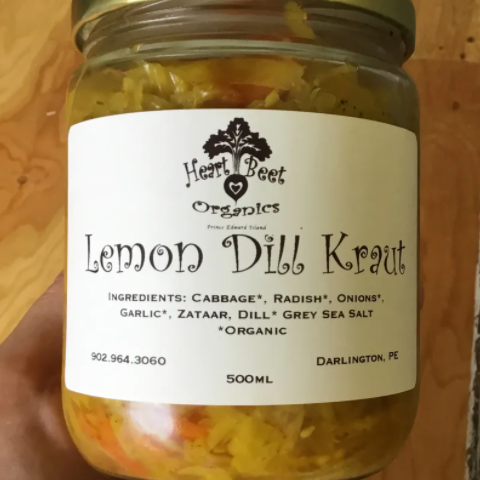 Heart Beet
Organics
Prince Edward Island
Lemon Dill Kraut
INGREDIENTS: CABBAGE*, RADISH*, ONIONS*,
GARLIC*, ZATAAR, DILL* GREY SEA SALT
*ORGANIC
902.964.3060
DARLINGTON, PE
500ML